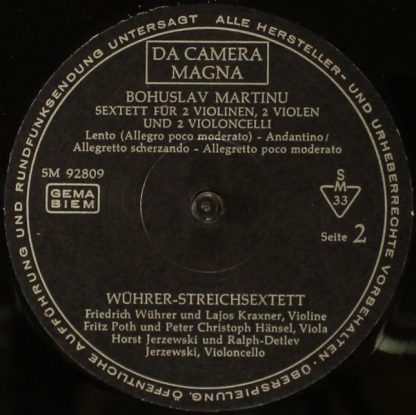 DA CAMERA
MAGNA
BOHUSLAV MARTINU
SEXTETT FÜR 2 VIOLINEN, 2 VIOLEN
UND 2 VIOLONCELLI
Lento (Allegro poco moderato) - Andantino/
Allegretto scherzando - Allegretto poco moderato
SM 92809
GEMA
BIEM
S
M
33
Seite 2
WÜHRER-STREICHSEXTETT
Friedrich Wührer und Lajos Kraxner, Violine
Fritz Poth und Peter Christoph Hänsel, Viola
Horst Jerzewski und Ralph-Detlev
Jerzewski, Violoncello
ALLE HERSTELLER- UND URHEBERRECHTE VORBEHALTEN · ÜBERSPIELUNG, ÖFFENTLICHE AUFFÜHRUNG UND RUNDFUNKSENDUNG UNTERSAGT